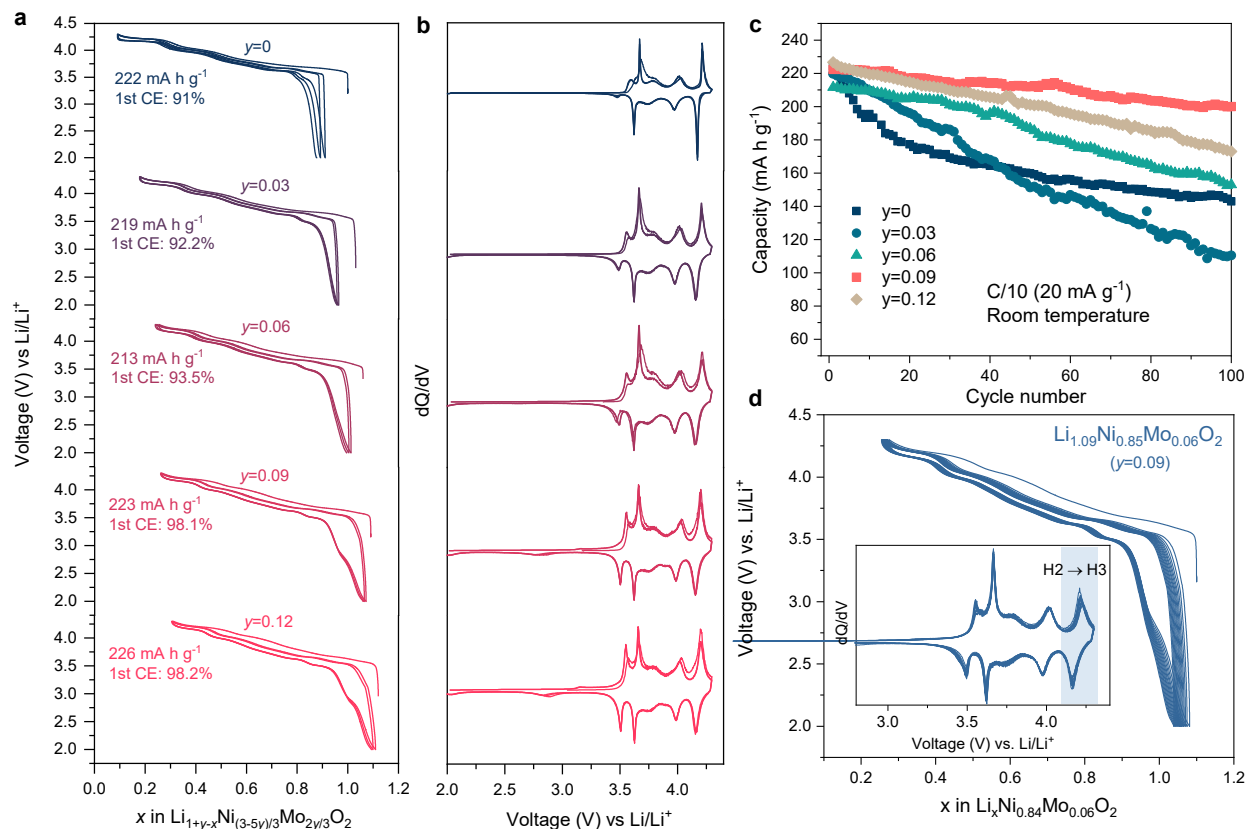 a
Voltage (V) vs Li/Li⁺
4.5
4.0
3.5
3.0
2.5
2.0
y=0
222 mA h g⁻¹
1st CE: 91%
4.0
3.5
3.0
2.5
2.0
y=0.03
219 mA h g⁻¹
1st CE: 92.2%
4.0
3.5
3.0
2.5
2.0
y=0.06
213 mA h g⁻¹
1st CE: 93.5%
4.0
3.5
3.0
2.5
2.0
y=0.09
223 mA h g⁻¹
1st CE: 98.1%
4.0
3.5
3.0
2.5
2.0
y=0.12
226 mA h g⁻¹
1st CE: 98.2%
0.0 0.2 0.4 0.6 0.8 1.0 1.2
x in Li₁₊y₋ₓNi₍₃₋₅y₎/₃Mo₂y/₃O₂
b
dQ/dV
2.0 2.5 3.0 3.5 4.0
Voltage (V) vs Li/Li⁺
c
Capacity (mA h g⁻¹)
240
220
200
180
160
140
120
100
80
60
y=0
y=0.03
y=0.06
y=0.09
y=0.12
C/10 (20 mA g⁻¹)
Room temperature
20 40 60 80 100
Cycle number
d
Voltage (V) vs. Li/Li⁺
4.5
4.0
3.5
3.0
2.5
2.0
Li₁.₀₉Ni₀.₈₅Mo₀.₀₆O₂
(y=0.09)
H2 → H3
dQ/dV
3.0 3.5 4.0
Voltage (V) vs. Li/Li⁺
0.2 0.4 0.6 0.8 1.0 1.2
x in LiₓNi₀.₈₄Mo₀.₀₆O₂